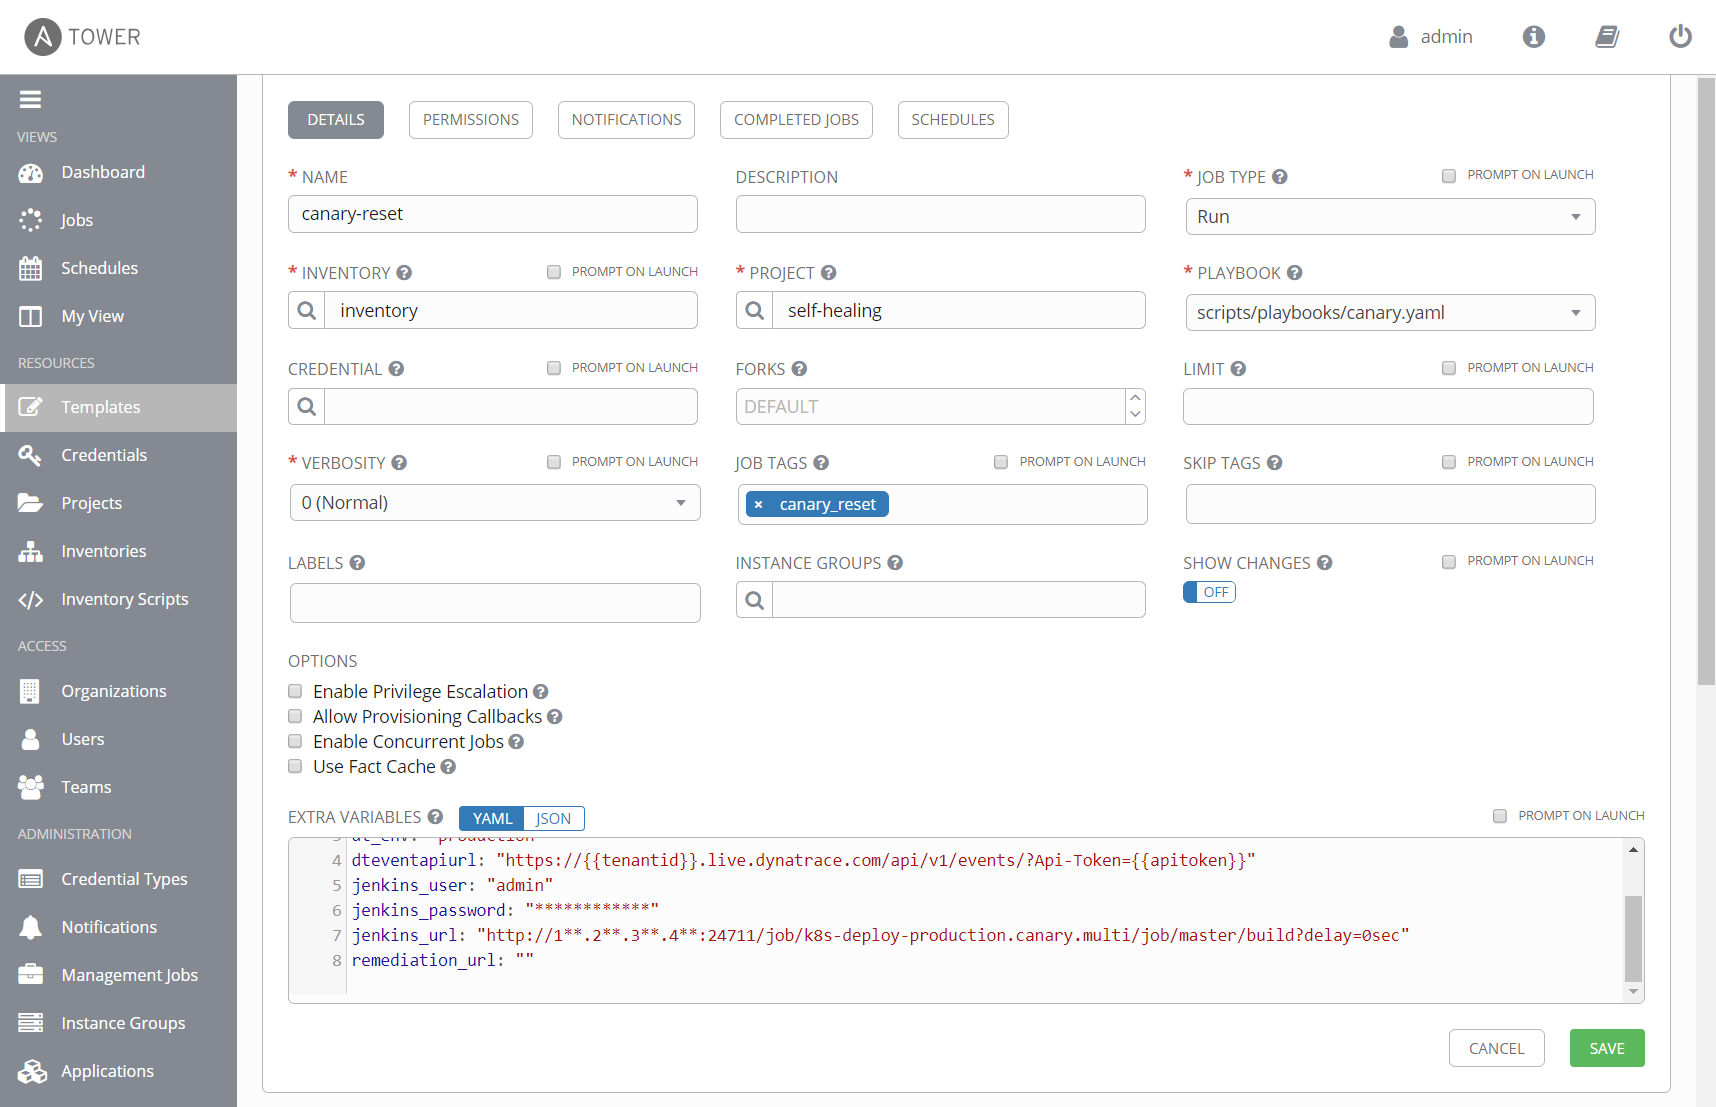 TOWER
admin
VIEWS
Dashboard
Jobs
Schedules
My View
RESOURCES
Templates
Credentials
Projects
Inventories
Inventory Scripts
ACCESS
Organizations
Users
Teams
ADMINISTRATION
Credential Types
Notifications
Management Jobs
Instance Groups
Applications
DETAILS PERMISSIONS NOTIFICATIONS COMPLETED JOBS SCHEDULES
* NAME
canary-reset
DESCRIPTION
* JOB TYPE PROMPT ON LAUNCH
Run
* INVENTORY PROMPT ON LAUNCH
inventory
* PROJECT
self-healing
* PLAYBOOK
scripts/playbooks/canary.yaml
CREDENTIAL PROMPT ON LAUNCH
FORKS
DEFAULT
LIMIT PROMPT ON LAUNCH
* VERBOSITY PROMPT ON LAUNCH
0 (Normal)
JOB TAGS PROMPT ON LAUNCH
× canary_reset
SKIP TAGS PROMPT ON LAUNCH
LABELS
INSTANCE GROUPS
SHOW CHANGES PROMPT ON LAUNCH
OFF
OPTIONS
Enable Privilege Escalation
Allow Provisioning Callbacks
Enable Concurrent Jobs
Use Fact Cache
EXTRA VARIABLES YAML JSON PROMPT ON LAUNCH
3 dt_env: "production"
4 dteventapiurl: "https://{{tenantid}}.live.dynatrace.com/api/v1/events/?Api-Token={{apitoken}}"
5 jenkins_user: "admin"
6 jenkins_password: "************"
7 jenkins_url: "http://1**.2**.3**.4**:24711/job/k8s-deploy-production.canary.multi/job/master/build?delay=0sec"
8 remediation_url: ""
CANCEL SAVE